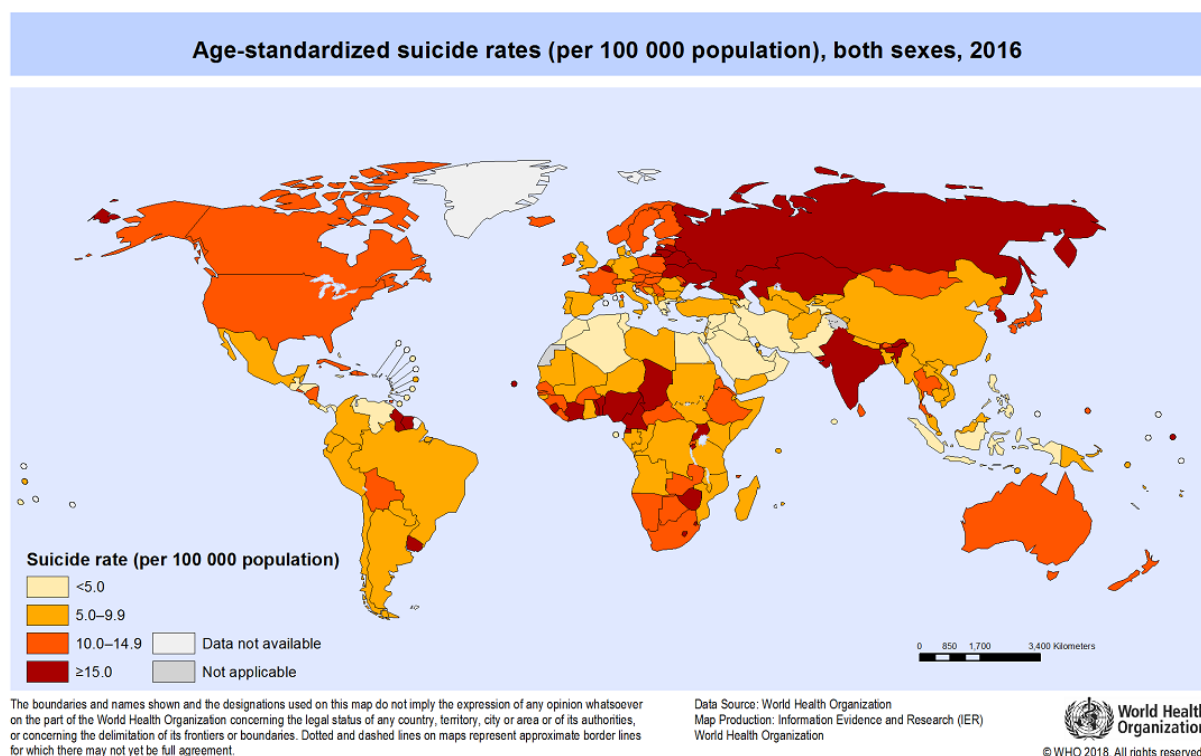 Age-standardized suicide rates (per 100 000 population), both sexes, 2016
Suicide rate (per 100 000 population)
<5.0
5.0–9.9
10.0–14.9
≥15.0
Data not available
Not applicable
0 850 1,700 3,400 Kilometers
The boundaries and names shown and the designations used on this map do not imply the expression of any opinion whatsoever
on the part of the World Health Organization concerning the legal status of any country, territory, city or area or of its authorities,
or concerning the delimitation of its frontiers or boundaries. Dotted and dashed lines on maps represent approximate border lines
for which there may not yet be full agreement.
Data Source: World Health Organization
Map Production: Information Evidence and Research (IER)
World Health Organization
World Health
Organization
© WHO 2018. All rights reserved